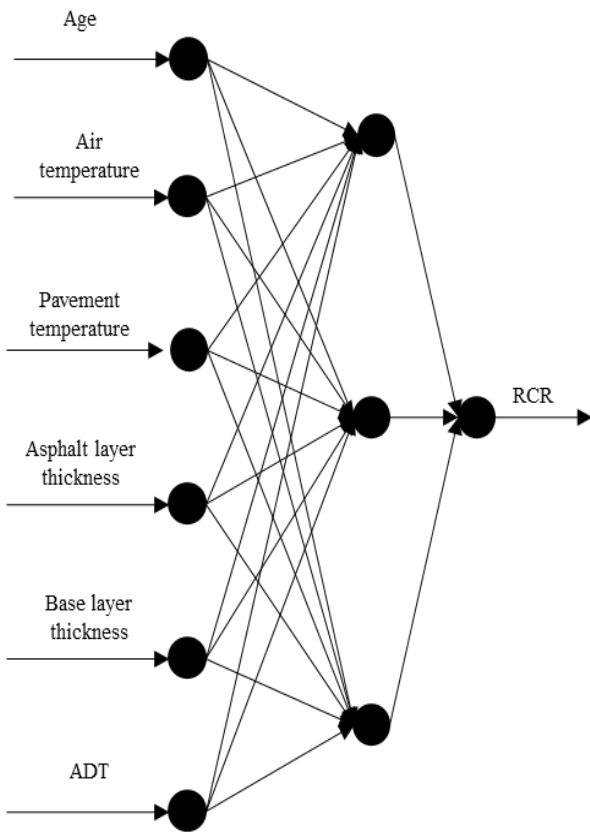 Age
Air
temperature
Pavement
temperature
RCR
Asphalt layer
thickness
Base layer
thickness
ADT